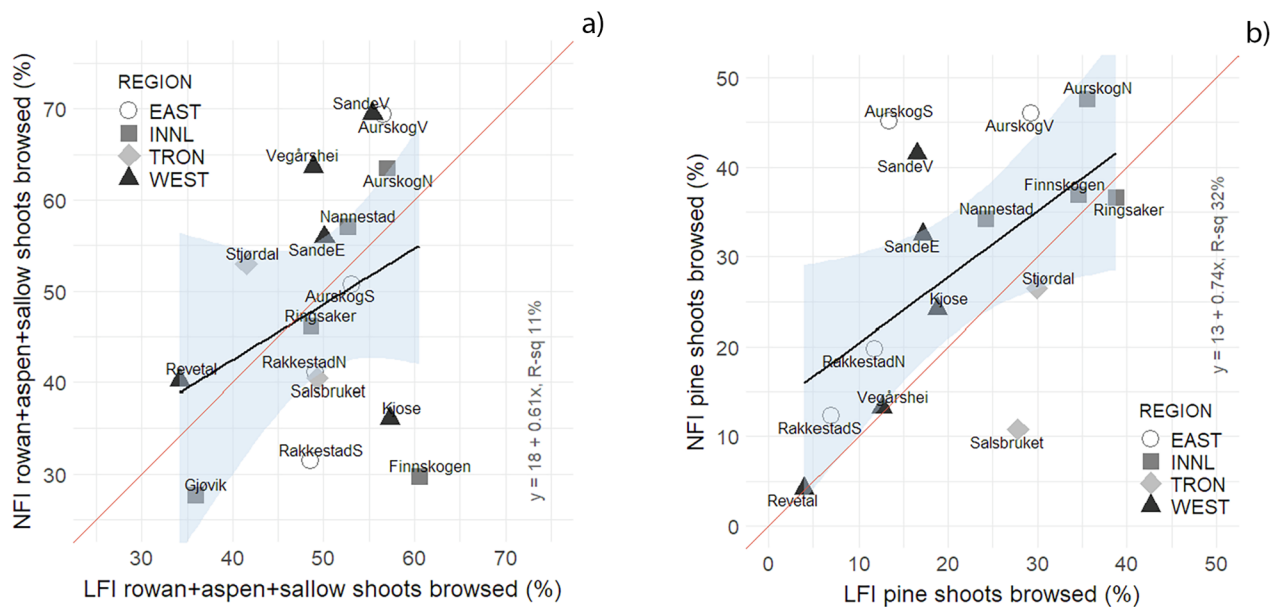 a)
REGION
EAST
INNL
TRON
WEST
SandeV
AurskogV
Vegårshei
AurskogN
Nannestad
SandeE
Stjørdal
AurskogS
Ringsaker
Revetal
RakkestadN
Salsbruket
Kjose
RakkestadS
Finnskogen
Gjøvik
y = 18 + 0.61x, R-sq 11%
NFI rowan+aspen+sallow shoots browsed (%)
70
60
50
40
30
30 40 50 60 70
LFI rowan+aspen+sallow shoots browsed (%)
b)
AurskogN
AurskogS
AurskogV
SandeV
Finnskogen
Nannestad
Ringsaker
SandeE
Stjørdal
Kjose
RakkestadN
Vegårshei
RakkestadS
Salsbruket
Revetal
REGION
EAST
INNL
TRON
WEST
y = 13 + 0.74x, R-sq 32%
NFI pine shoots browsed (%)
50
40
30
20
10
0
0 10 20 30 40 50
LFI pine shoots browsed (%)